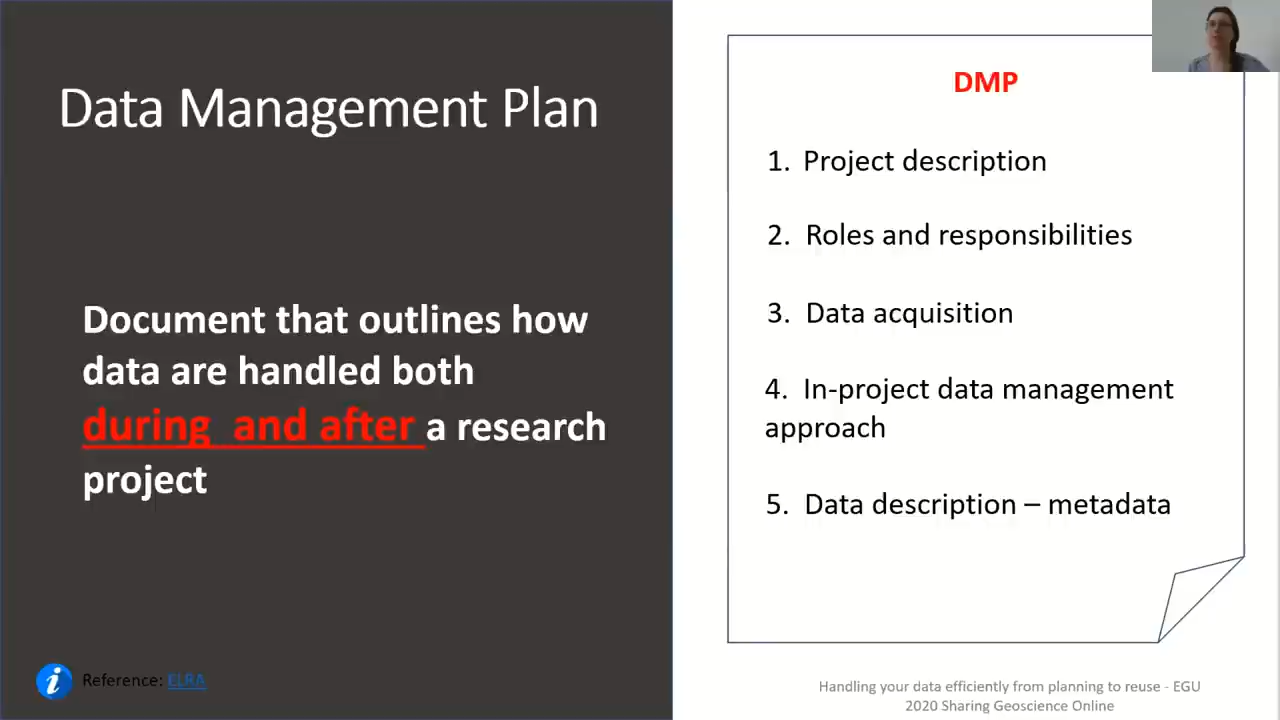 Data Management Plan
Document that outlines how
data are handled both
during and after a research
project
Reference: ELRA
DMP
1. Project description
2. Roles and responsibilities
3. Data acquisition
4. In-project data management
approach
5. Data description – metadata
Handling your data efficiently from planning to reuse - EGU
2020 Sharing Geoscience Online